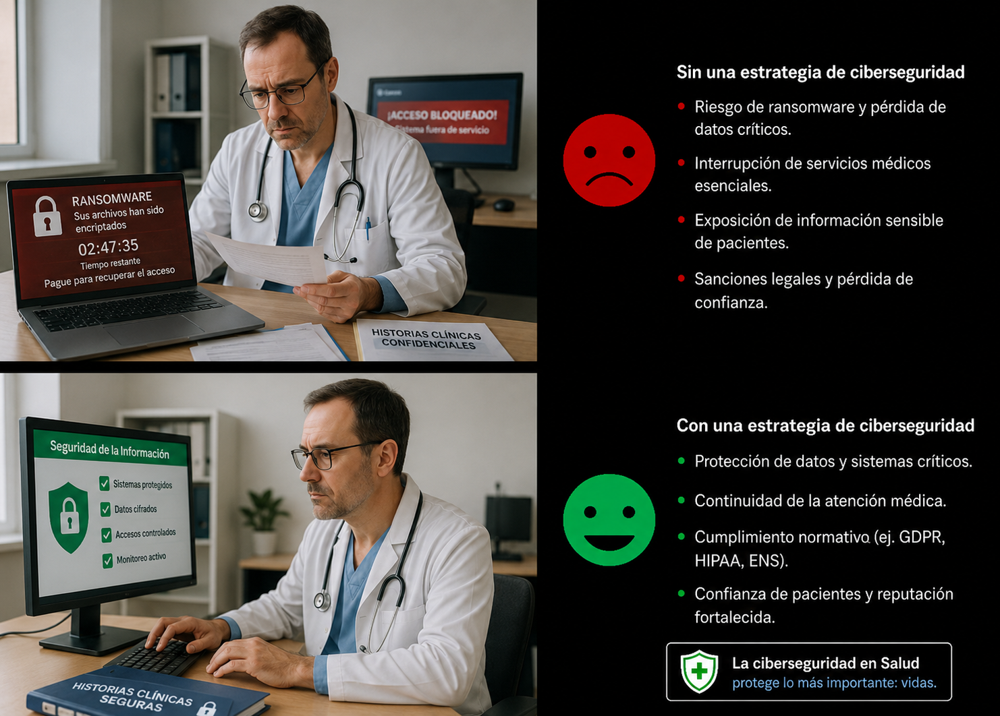 ¡ACCESO BLOQUEADO!
Sistema fuera de servicio
RANSOMWARE
Sus archivos han sido
encriptados
02:47:35
Tiempo restante
Pague para recuperar el acceso
HISTORIAS CLÍNICAS
CONFIDENCIALES
Sin una estrategia de ciberseguridad
Riesgo de ransomware y pérdida de
datos críticos.
Interrupción de servicios médicos
esenciales.
Exposición de información sensible
de pacientes.
Sanciones legales y pérdida de
confianza.
Seguridad de la Información
Sistemas protegidos
Datos cifrados
Accesos controlados
Monitoreo activo
HISTORIAS CLÍNICAS
SEGURAS
Con una estrategia de ciberseguridad
Protección de datos y sistemas críticos.
Continuidad de la atención médica.
Cumplimiento normativo (ej. GDPR,
HIPAA, ENS).
Confianza de pacientes y reputación
fortalecida.
La ciberseguridad en Salud
protege lo más importante: vidas.